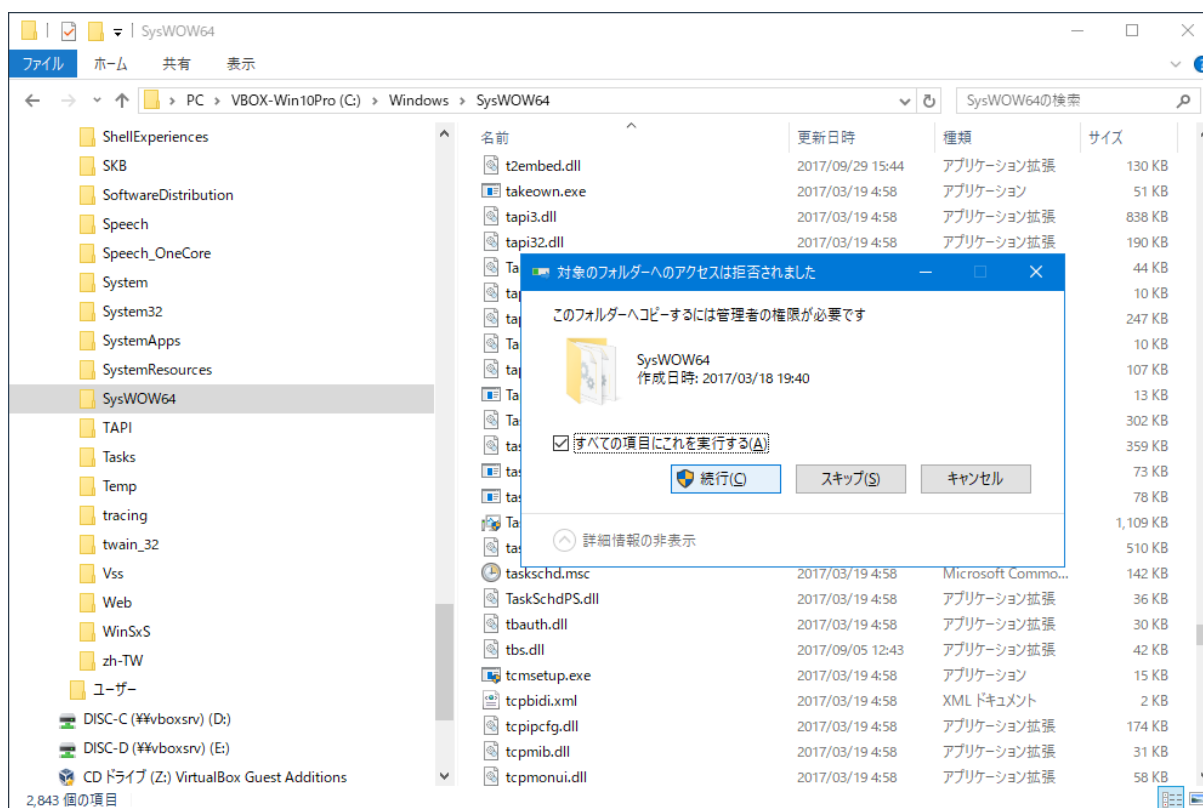 SysWOW64
ファイル ホーム 共有 表示
PC > VBOX-Win10Pro (C:) > Windows > SysWOW64
SysWOW64の検索
ShellExperiences
SKB
SoftwareDistribution
Speech
Speech_OneCore
System
System32
SystemApps
SystemResources
SysWOW64
TAPI
Tasks
Temp
tracing
twain_32
Vss
Web
WinSxS
zh-TW
ユーザー
DISC-C (¥¥vboxsrv) (D:)
DISC-D (¥¥vboxsrv) (E:)
CD ドライブ (Z:) VirtualBox Guest Additions
名前 更新日時 種類 サイズ
t2embed.dll 2017/09/29 15:44 アプリケーション拡張 130 KB
takeown.exe 2017/03/19 4:58 アプリケーション 51 KB
tapi3.dll 2017/03/19 4:58 アプリケーション拡張 838 KB
tapi32.dll 2017/03/19 4:58 アプリケーション拡張 190 KB
Ta 44 KB
10 KB
247 KB
Ta 10 KB
107 KB
Ta 13 KB
Ta 302 KB
359 KB
73 KB
78 KB
Ta 1,109 KB
510 KB
対象のフォルダーへのアクセスは拒否されました
このフォルダーへコピーするには管理者の権限が必要です
SysWOW64
作成日時: 2017/03/18 19:40
すべての項目にこれを実行する(A)
続行(C) スキップ(S) キャンセル
詳細情報の非表示
taskschd.msc 2017/03/19 4:58 Microsoft Commo... 142 KB
TaskSchdPS.dll 2017/03/19 4:58 アプリケーション拡張 36 KB
tbauth.dll 2017/03/19 4:58 アプリケーション拡張 30 KB
tbs.dll 2017/09/05 12:43 アプリケーション拡張 42 KB
tcmsetup.exe 2017/03/19 4:58 アプリケーション 15 KB
tcpbidi.xml 2017/03/19 4:58 XML ドキュメント 2 KB
tcpipcfg.dll 2017/03/19 4:58 アプリケーション拡張 174 KB
tcpmib.dll 2017/03/19 4:58 アプリケーション拡張 31 KB
tcpmonui.dll 2017/03/19 4:58 アプリケーション拡張 58 KB
2,843 個の項目